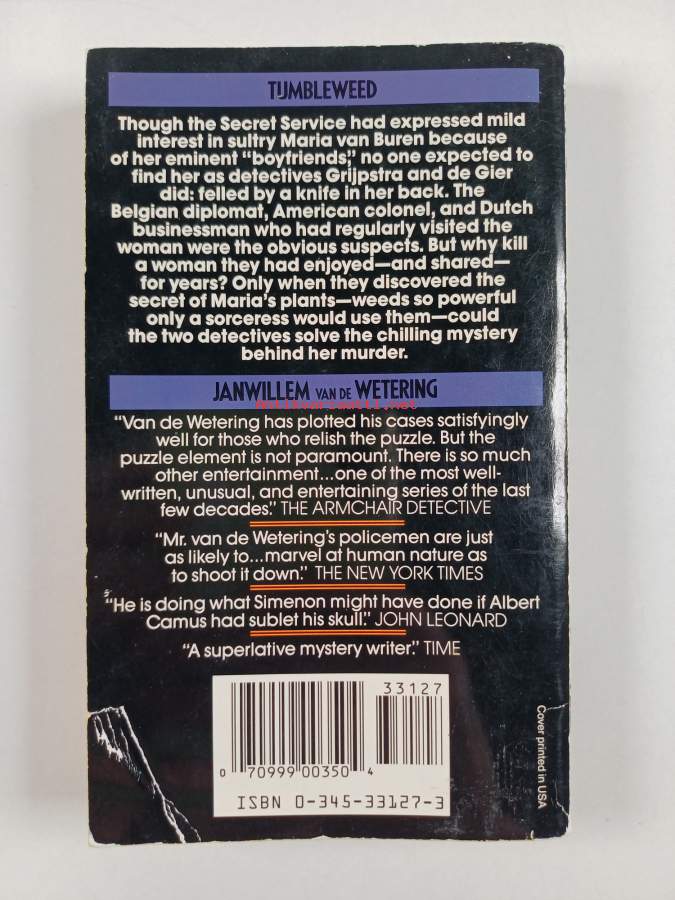 TUMBLEWEED
Though the Secret Service had expressed mild
interest in sultry Maria van Buren because
of her eminent “boyfriends,” no one expected to
find her as detectives Grijpstra and de Gier
did: felled by a knife in her back. The
Belgian diplomat, American colonel, and Dutch
businessman who had regularly visited the
woman were the obvious suspects. But why kill
a woman they had enjoyed—and shared—
for years? Only when they discovered the
secret of Maria’s plants—weeds so powerful
only a sorceress would use them—could
the two detectives solve the chilling mystery
behind her murder.
JANWILLEM VAN DE WETERING
Antikvariaatti.net
“Van de Wetering has plotted his cases satisfyingly
well for those who relish the puzzle. But the
puzzle element is not paramount. There is so much
other entertainment...one of the most well-
written, unusual, and entertaining series of the last
few decades.” THE ARMCHAIR DETECTIVE
“Mr. van de Wetering’s policemen are just
as likely to...marvel at human nature as
to shoot it down.” THE NEW YORK TIMES
“He is doing what Simenon might have done if Albert
Camus had sublet his skull.” JOHN LEONARD
“A superlative mystery writer.” TIME
33127
0 70999 00350 4
ISBN 0-345-33127-3
Cover printed in USA